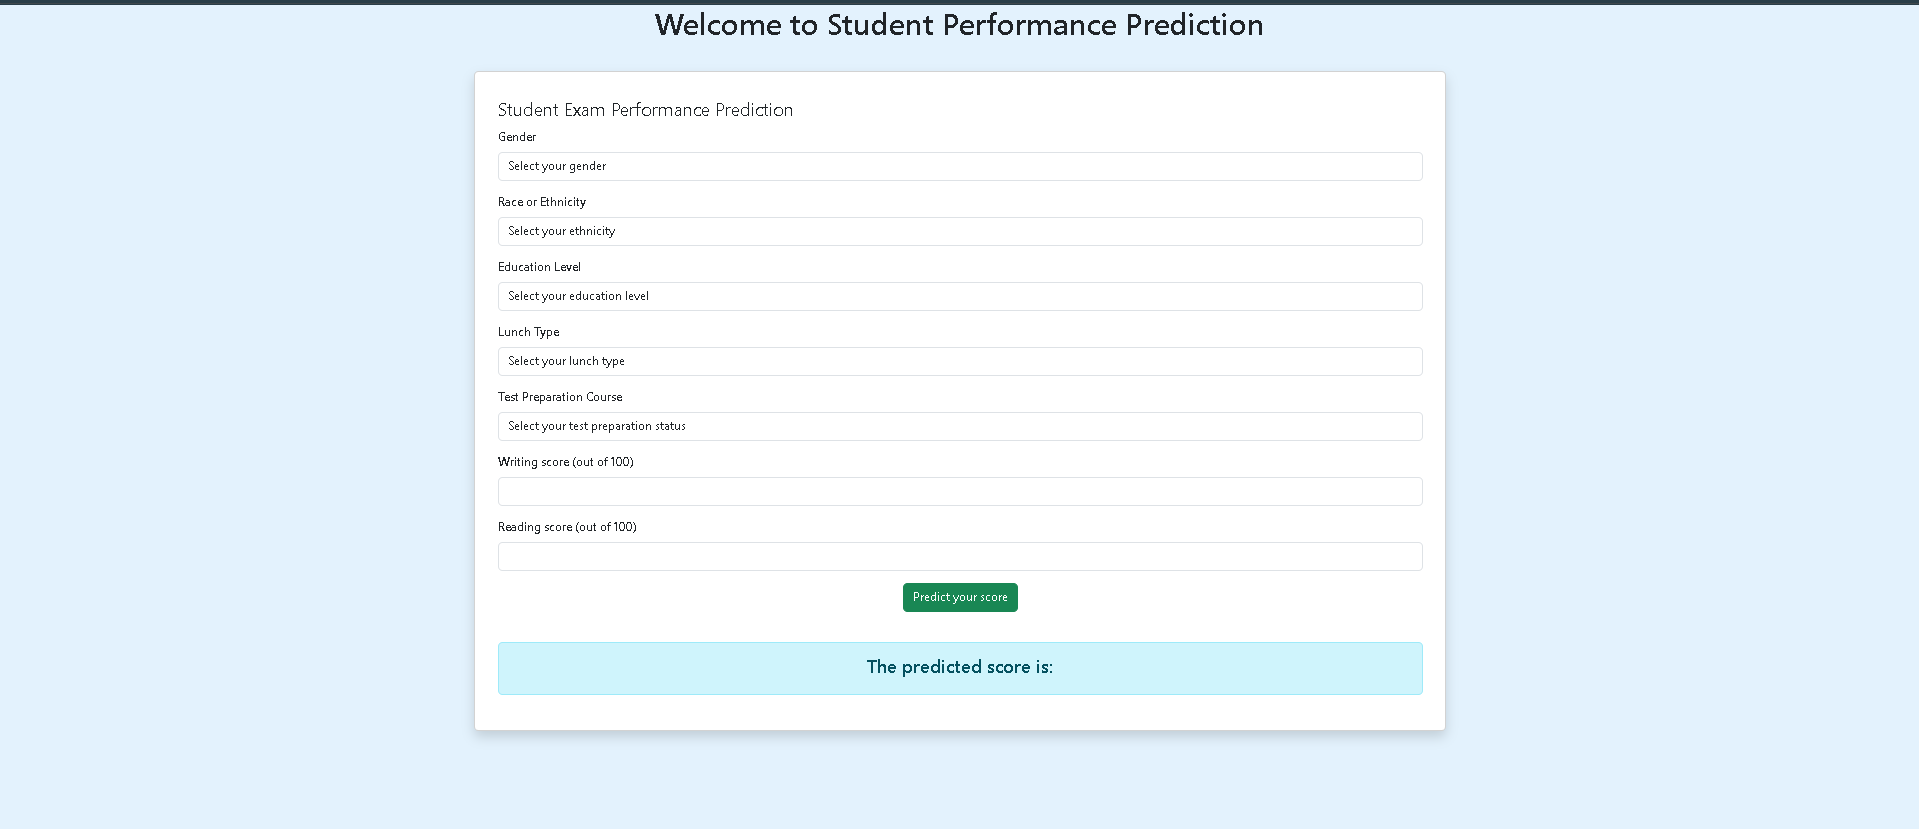 Welcome to Student Performance Prediction
Student Exam Performance Prediction
Gender
Select your gender
Race or Ethnicity
Select your ethnicity
Education Level
Select your education level
Lunch Type
Select your lunch type
Test Preparation Course
Select your test preparation status
Writing score (out of 100)
Reading score (out of 100)
Predict your score
The predicted score is: